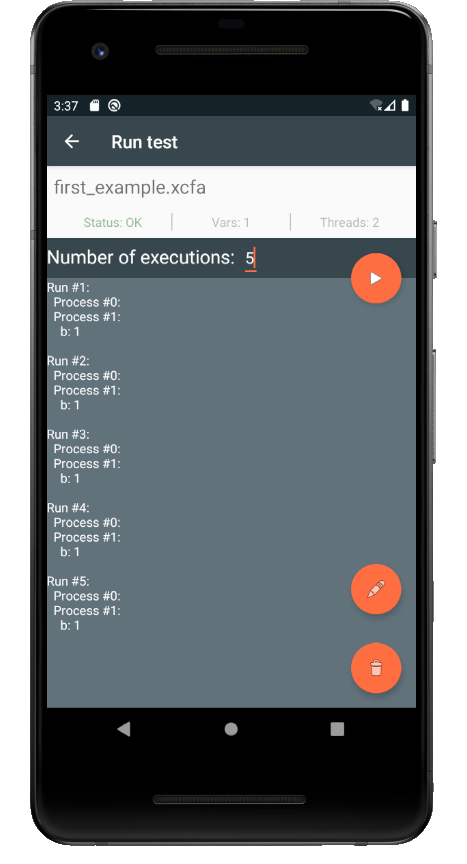 3:37
Run test
first_example.xcfa
Status: OK
Vars: 1
Threads: 2
Number of executions: 5
Run #1:
Process #0:
Process #1:
b: 1
Run #2:
Process #0:
Process #1:
b: 1
Run #3:
Process #0:
Process #1:
b: 1
Run #4:
Process #0:
Process #1:
b: 1
Run #5:
Process #0:
Process #1:
b: 1